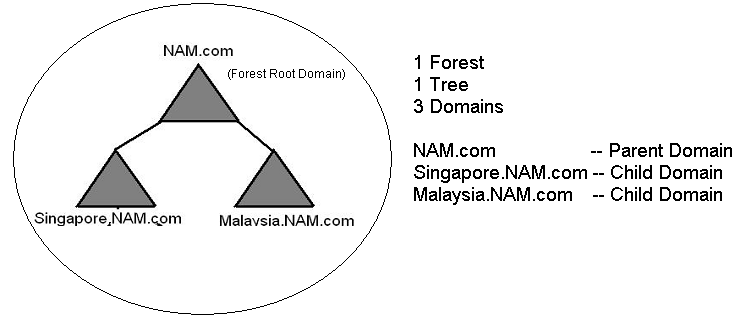 NAM.com
(Forest Root Domain)
Singapore.NAM.com
Malaysia.NAM.com
1 Forest
1 Tree
3 Domains
NAM.com -- Parent Domain
Singapore.NAM.com -- Child Domain
Malaysia.NAM.com -- Child Domain